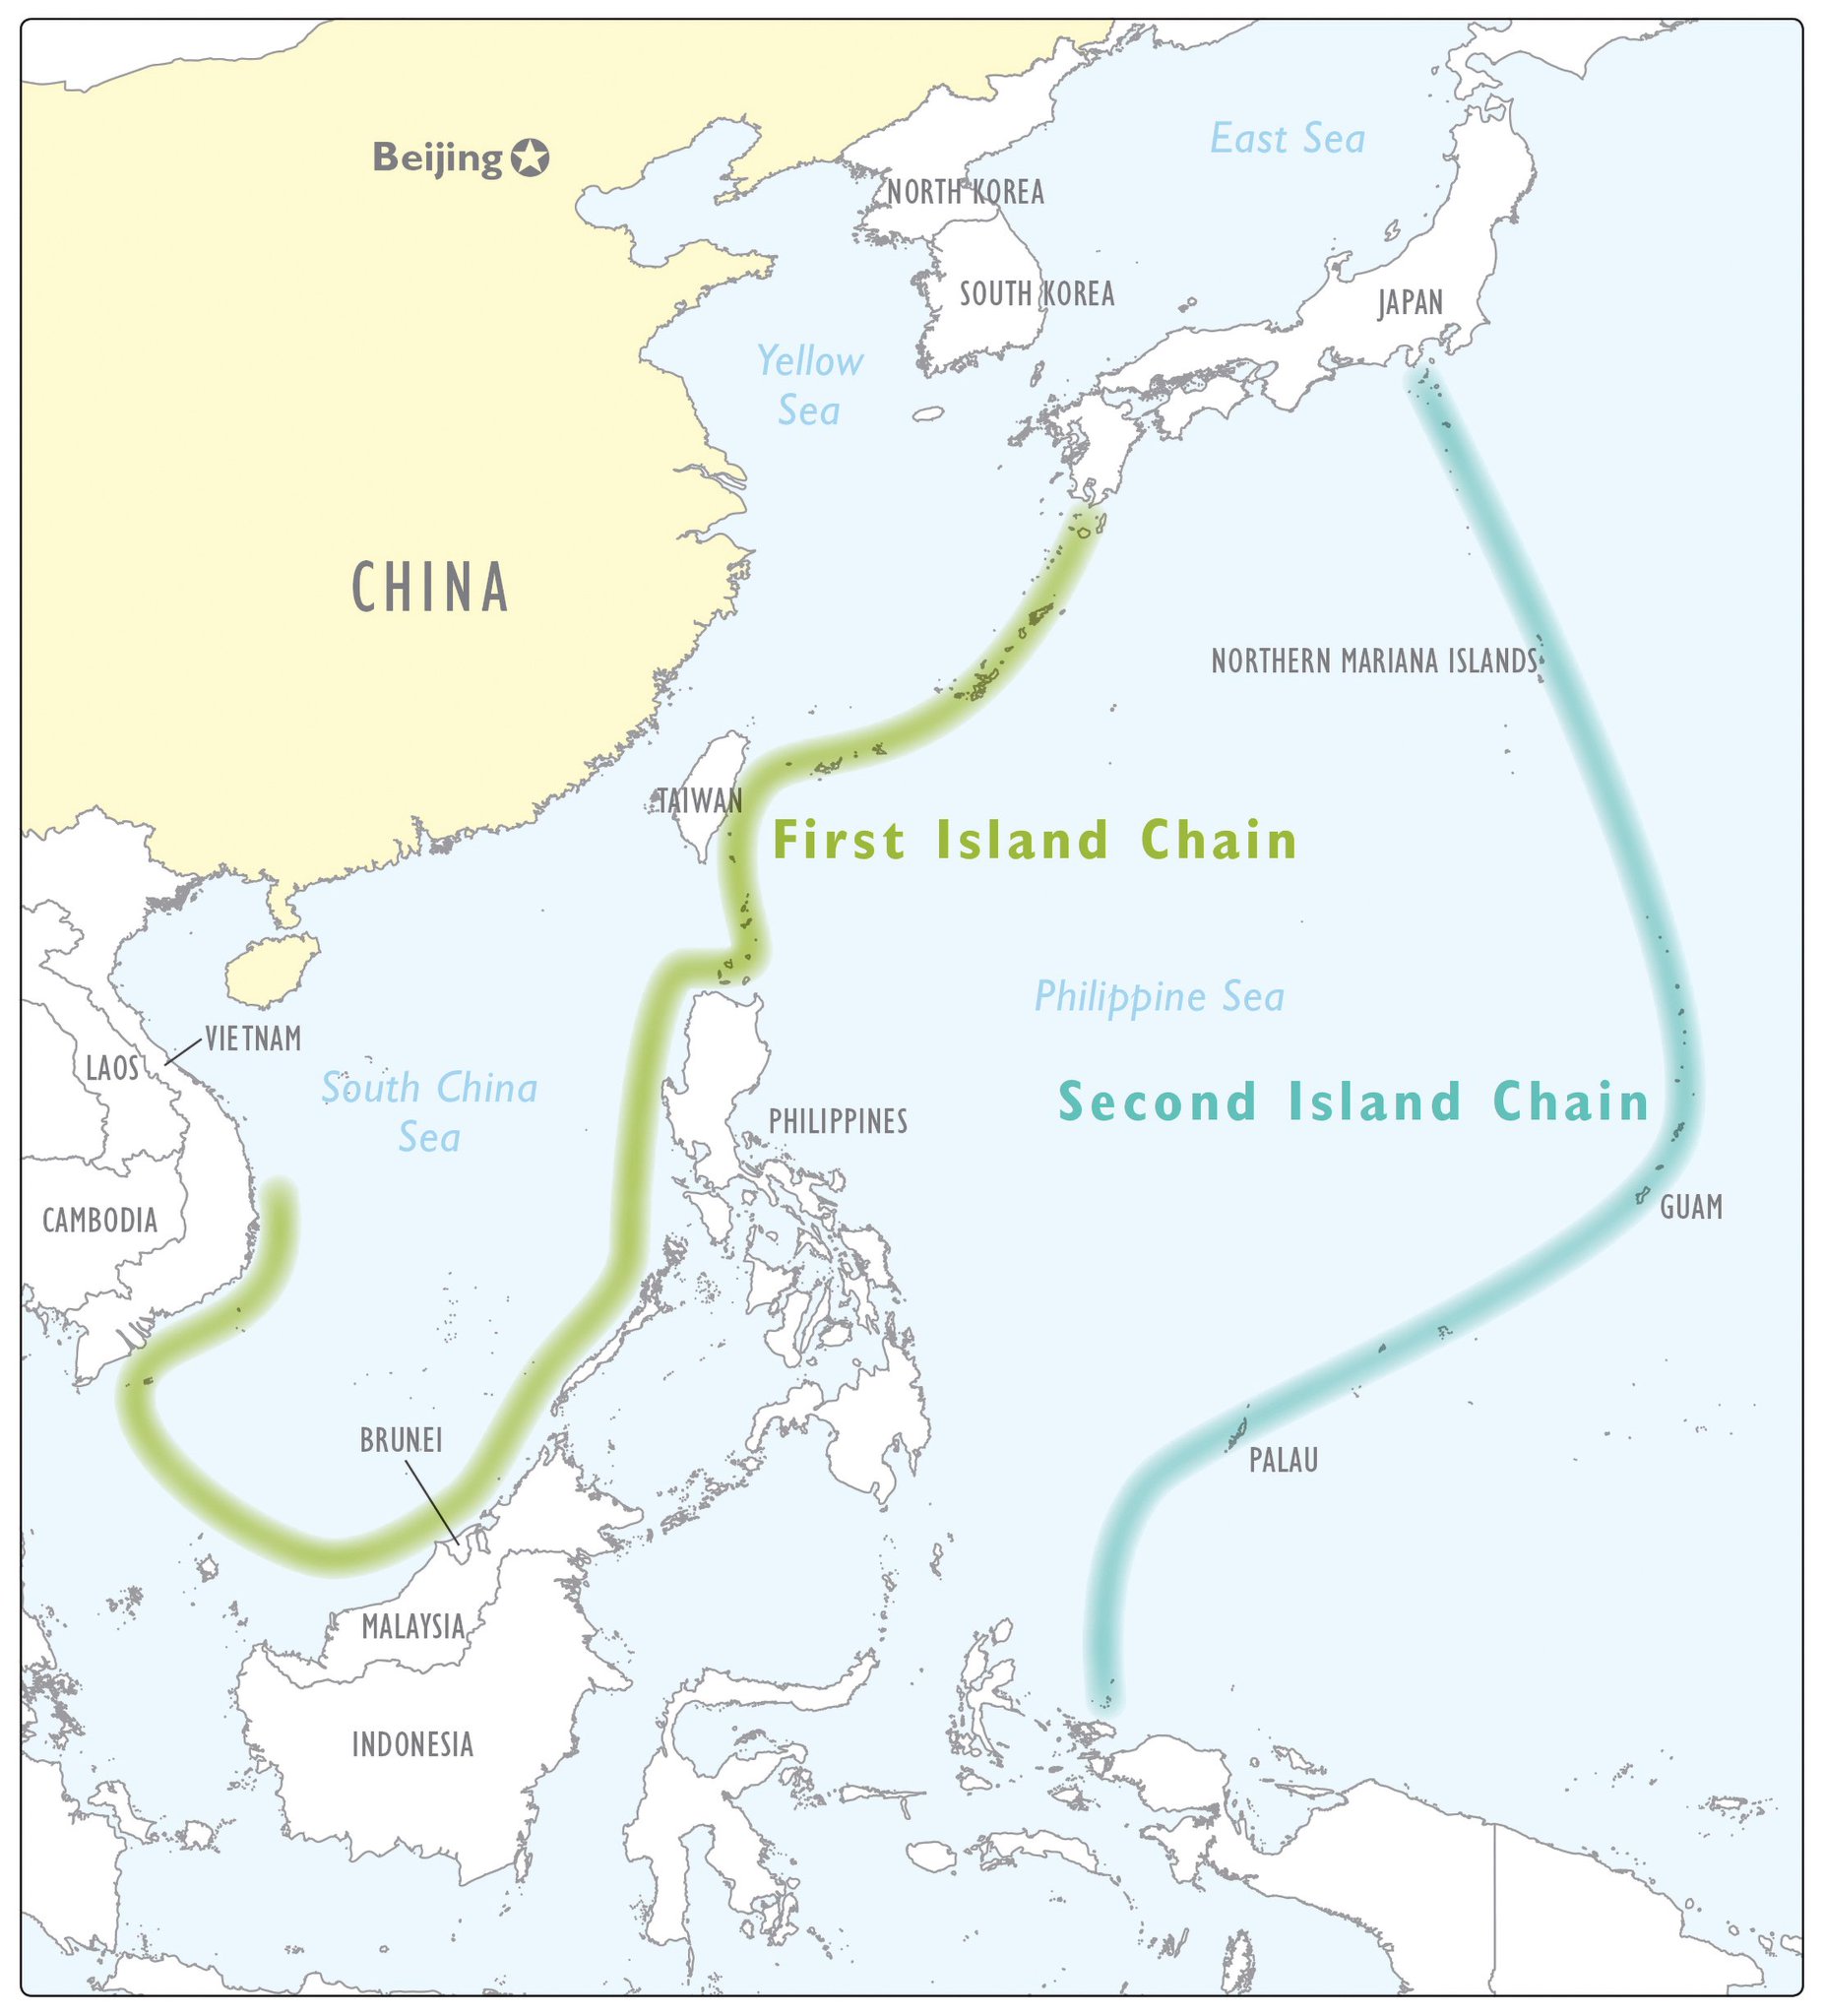 Beijing
East Sea
NORTH KOREA
SOUTH KOREA
JAPAN
Yellow
Sea
CHINA
NORTHERN MARIANA ISLANDS
TAIWAN
First Island Chain
Philippine Sea
VIETNAM
LAOS
South China
Sea
Second Island Chain
PHILIPPINES
CAMBODIA
GUAM
BRUNEI
PALAU
MALAYSIA
INDONESIA